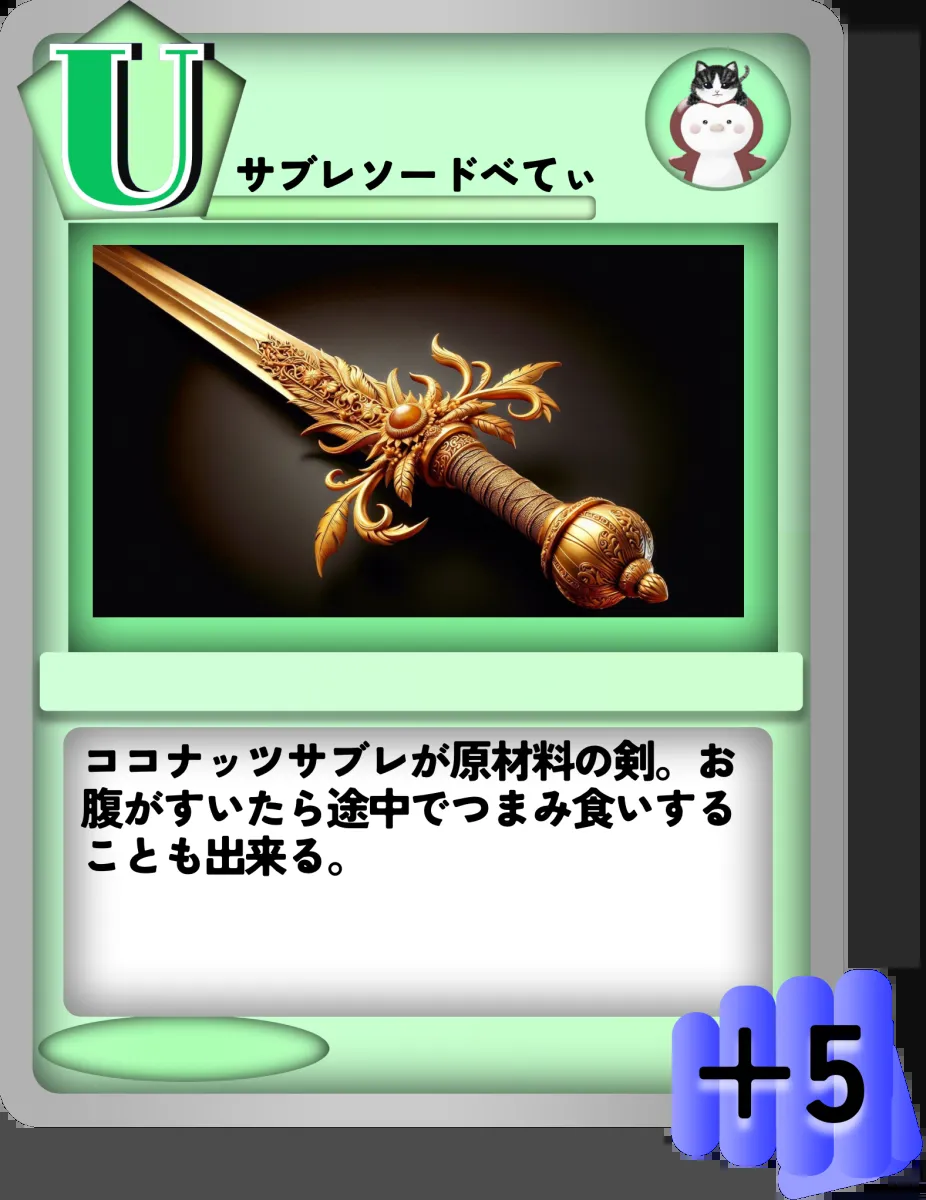 U
サブレソードべてぃ
ココナッツサブレが原材料の剣。お
腹がすいたら途中でつまみ食いする
ことも出来る。
+5